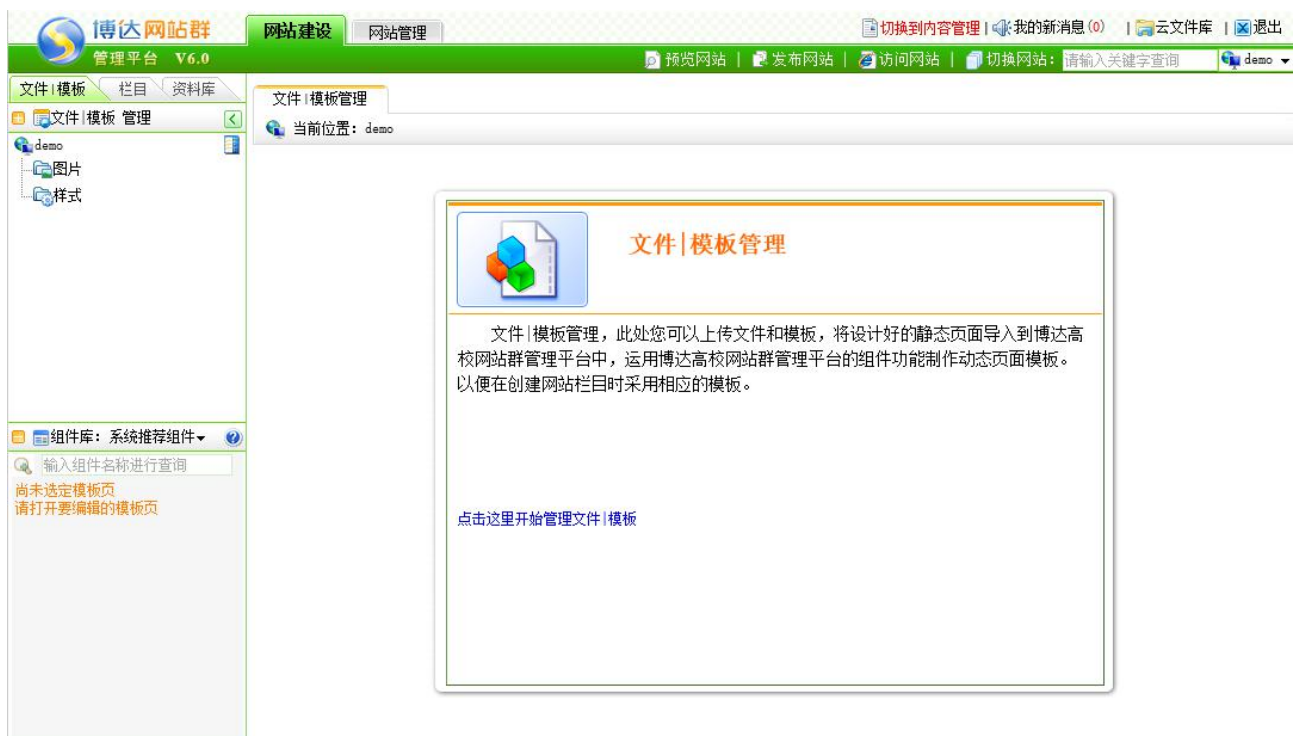 博达网站群
管理平台 V6.0
网站建设 网站管理
切换到内容管理 | 我的新消息(0) | 云文件库 | 退出
预览网站 | 发布网站 | 访问网站 | 切换网站： 请输入关键字查询 demo
文件|模板 栏目 资料库
文件|模板 管理
demo
图片
样式
文件|模板管理
当前位置：demo
文件|模板管理
文件|模板管理，此处您可以上传文件和模板，将设计好的静态页面导入到博达高
校网站群管理平台中，运用博达高校网站群管理平台的组件功能制作动态页面模板。
以便在创建网站栏目时采用相应的模板。
点击这里开始管理文件|模板
组件库：系统推荐组件
输入组件名称进行查询
尚未选定模板页
请打开要编辑的模板页